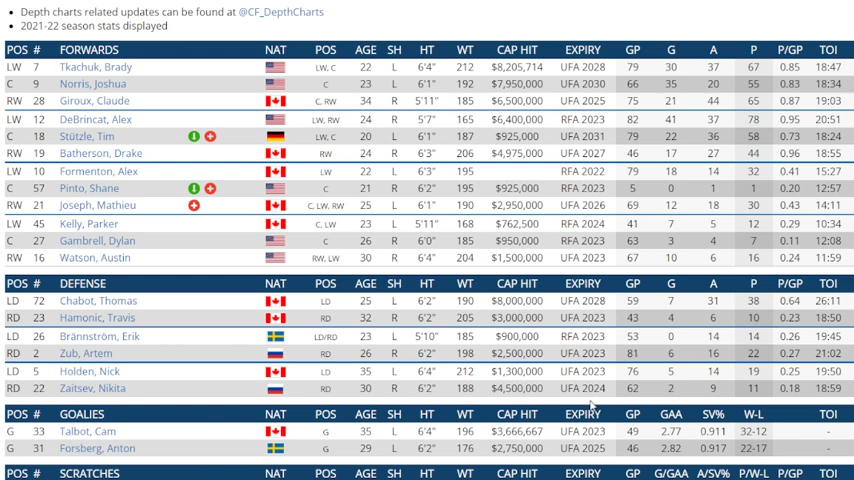 Depth charts related updates can be found at @CF_DepthCharts
2021-22 season stats displayed
POS # FORWARDS NAT POS AGE SH HT WT CAP HIT EXPIRY GP G A P P/GP TOI
LW 7 Tkachuk, Brady LW, C 22 L 6'4" 212 $8,205,714 UFA 2028 79 30 37 67 0.85 18:47
C 9 Norris, Joshua C 23 L 6'1" 192 $7,950,000 UFA 2030 66 35 20 55 0.83 18:34
RW 28 Giroux, Claude C, RW 34 R 5'11" 185 $6,500,000 UFA 2025 75 21 44 65 0.87 19:03
LW 12 DeBrincat, Alex LW, RW 24 R 5'7" 165 $6,400,000 RFA 2023 82 41 37 78 0.95 20:51
C 18 Stützle, Tim LW, C 20 L 6'1" 187 $925,000 UFA 2031 79 22 36 58 0.73 18:24
RW 19 Batherson, Drake RW 24 R 6'3" 206 $4,975,000 UFA 2027 46 17 27 44 0.96 18:55
LW 10 Formenton, Alex LW 22 L 6'3" 195 RFA 2022 79 18 14 32 0.41 15:27
C 57 Pinto, Shane C 21 R 6'2" 195 $925,000 RFA 2023 5 0 1 1 0.20 12:57
RW 21 Joseph, Mathieu C, LW, RW 25 L 6'1" 190 $2,950,000 UFA 2026 69 12 18 30 0.43 14:11
LW 45 Kelly, Parker C, LW 23 L 5'11" 168 $762,500 RFA 2024 41 7 5 12 0.29 10:34
C 27 Gambrell, Dylan C 26 R 6'0" 185 $950,000 RFA 2023 63 3 4 7 0.11 12:08
RW 16 Watson, Austin RW, LW 30 R 6'4" 204 $1,500,000 UFA 2023 67 10 6 16 0.24 11:59
POS # DEFENSE NAT POS AGE SH HT WT CAP HIT EXPIRY GP G A P P/GP TOI
LD 72 Chabot, Thomas LD 25 L 6'2" 190 $8,000,000 UFA 2028 59 7 31 38 0.64 26:11
RD 23 Hamonic, Travis RD 32 R 6'2" 205 $3,000,000 UFA 2023 43 4 6 10 0.23 18:50
LD 26 Brännström, Erik LD/RD 23 L 5'10" 185 $900,000 RFA 2023 53 0 14 14 0.26 19:45
RD 2 Zub, Artem RD 26 R 6'2" 198 $2,500,000 UFA 2023 81 6 16 22 0.27 21:02
LD 5 Holden, Nick LD 35 L 6'4" 212 $1,300,000 UFA 2023 76 5 14 19 0.25 19:50
RD 22 Zaitsev, Nikita RD 30 R 6'2" 188 $4,500,000 UFA 2024 62 2 9 11 0.18 18:59
POS # GOALIES NAT POS AGE SH HT WT CAP HIT EXPIRY GP GAA SV% W-L TOI
G 33 Talbot, Cam G 35 L 6'4" 196 $3,666,667 UFA 2023 49 2.77 0.911 32-12 -
G 31 Forsberg, Anton G 29 L 6'2" 176 $2,750,000 UFA 2025 46 2.82 0.917 22-17 -
POS # SCRATCHES NAT POS AGE SH HT WT CAP HIT EXPIRY GP G/GAA A/SV% P/W-L P/GP TOI